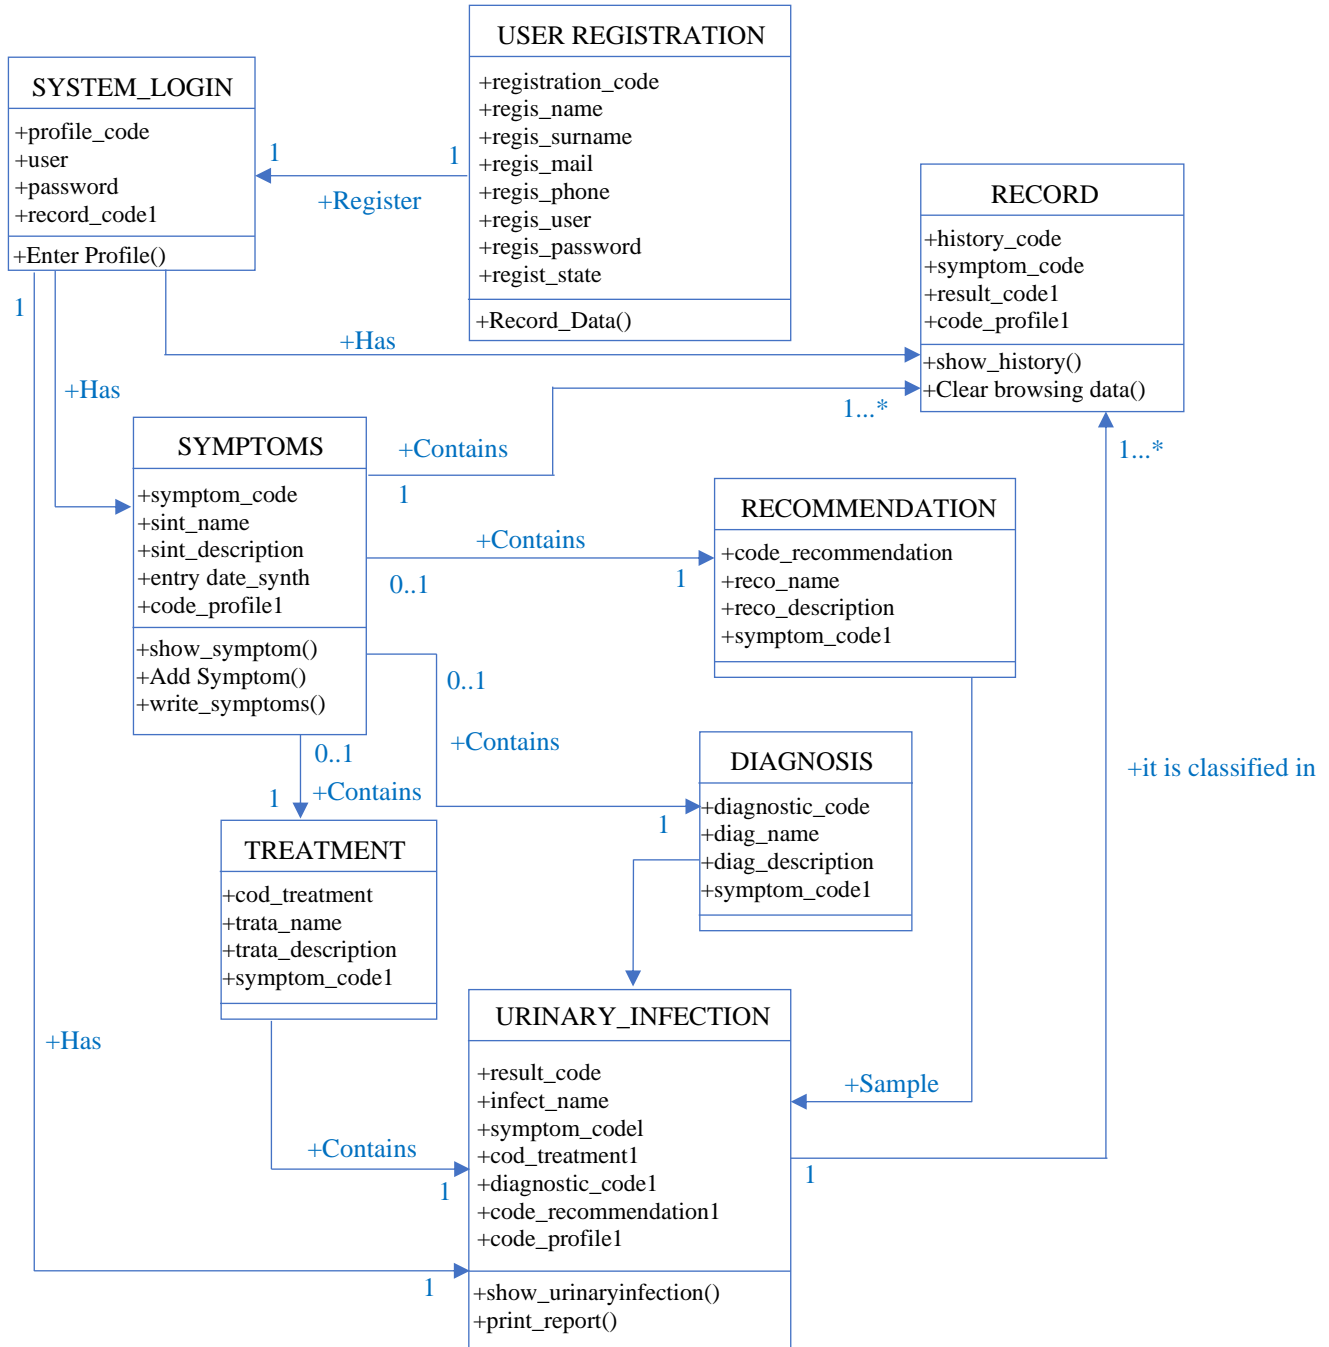 USER REGISTRATION
+registration_code
+regis_name
+regis_surname
+regis_mail
+regis_phone
+regis_user
+regis_password
+regist_state
+Record_Data()
SYSTEM_LOGIN
+profile_code
+user
+password
+record_code1
+Enter Profile()
1
1
+Register
RECORD
+history_code
+symptom_code
+result_code1
+code_profile1
+show_history()
+Clear browsing data()
1
+Has
+Has
1...*
1...*
SYMPTOMS
+symptom_code
+sint_name
+sint_description
+entry date_synth
+code_profile1
+show_symptom()
+Add Symptom()
+write_symptoms()
+Contains
1
+Contains
0..1
1
RECOMMENDATION
+code_recommendation
+reco_name
+reco_description
+symptom_code1
0..1
+Contains
1
0..1
+Contains
1
DIAGNOSIS
+diagnostic_code
+diag_name
+diag_description
+symptom_code1
+it is classified in
TREATMENT
+cod_treatment
+trata_name
+trata_description
+symptom_code1
+Has
URINARY_INFECTION
+result_code
+infect_name
+symptom_codel
+cod_treatment1
+diagnostic_code1
+code_recommendation1
+code_profile1
+show_urinaryinfection()
+print_report()
+Sample
+Contains
1
1
1